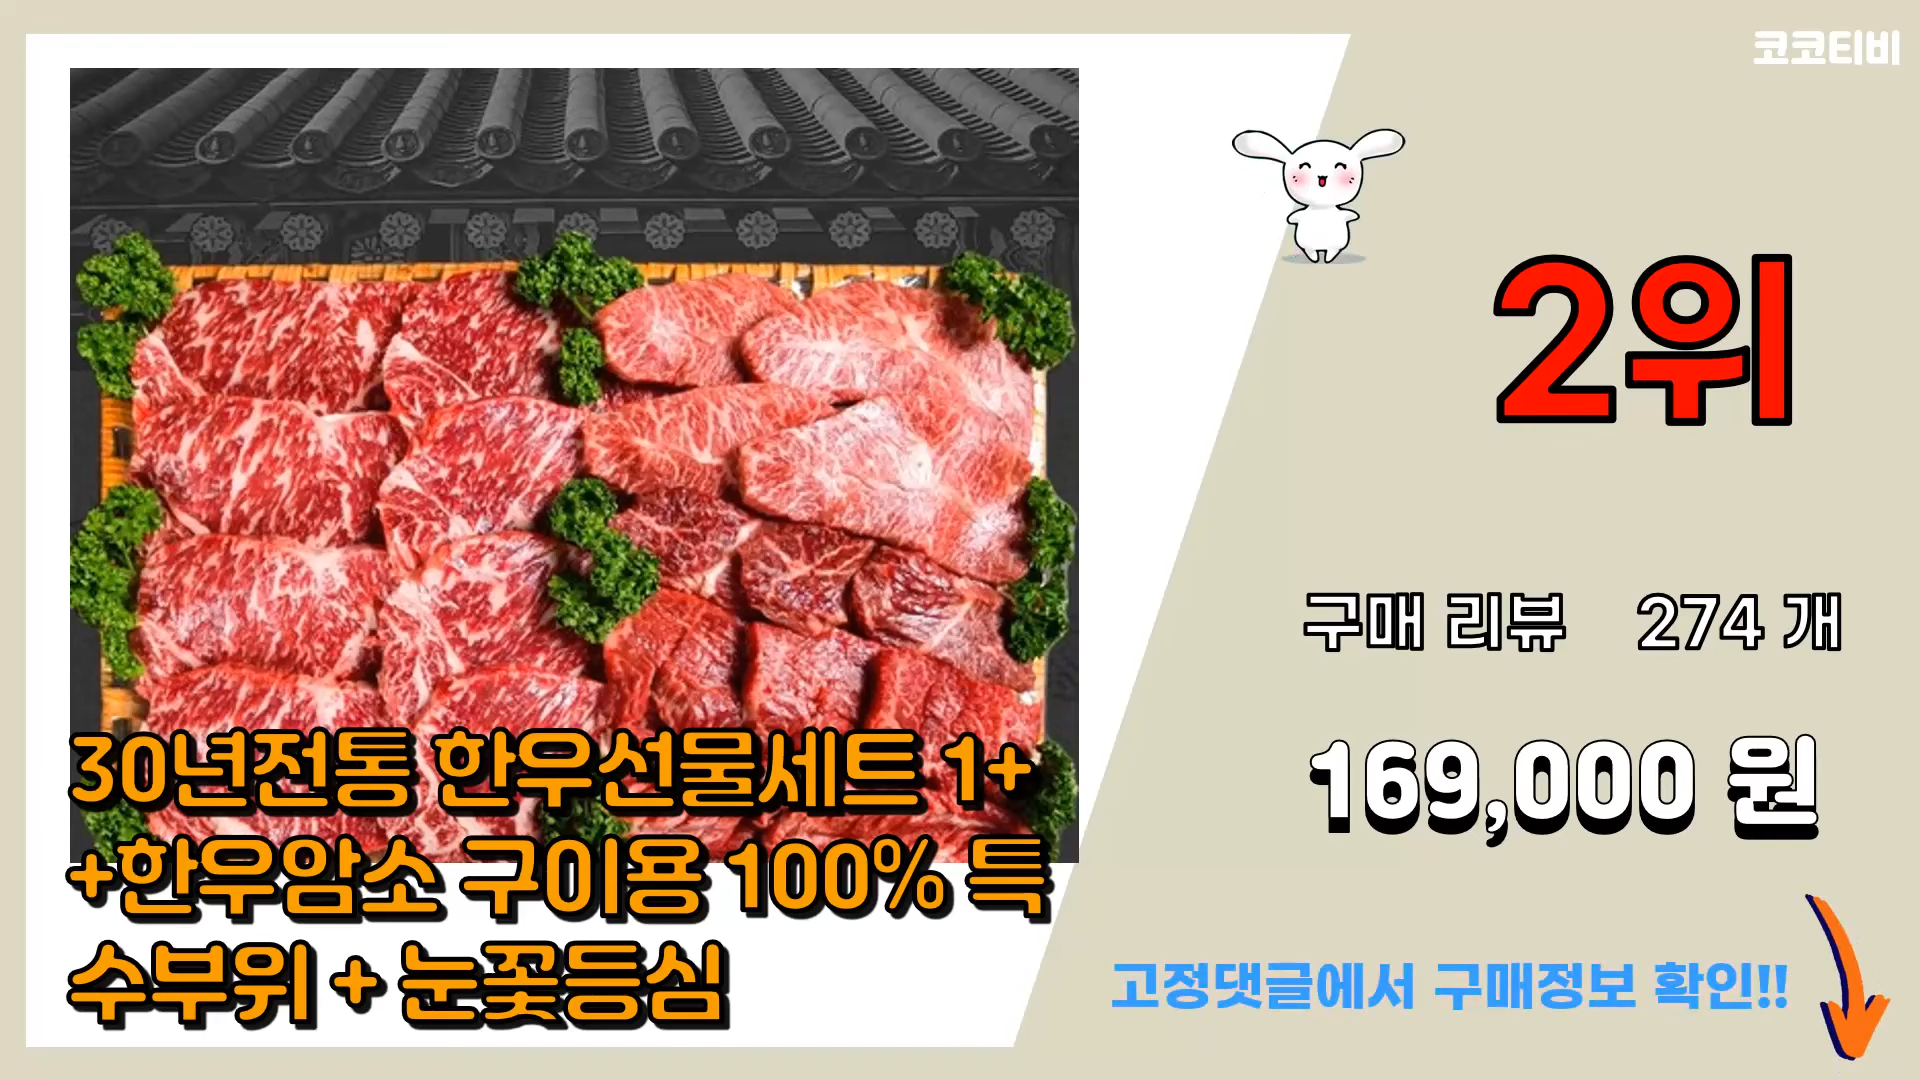 코코티비
2위
구매 리뷰 274 개
169,000 원
30년전통 한우선물세트 1+
+한우암소 구이용 100% 특
수부위 + 눈꽃등심
고정댓글에서 구매정보 확인!!